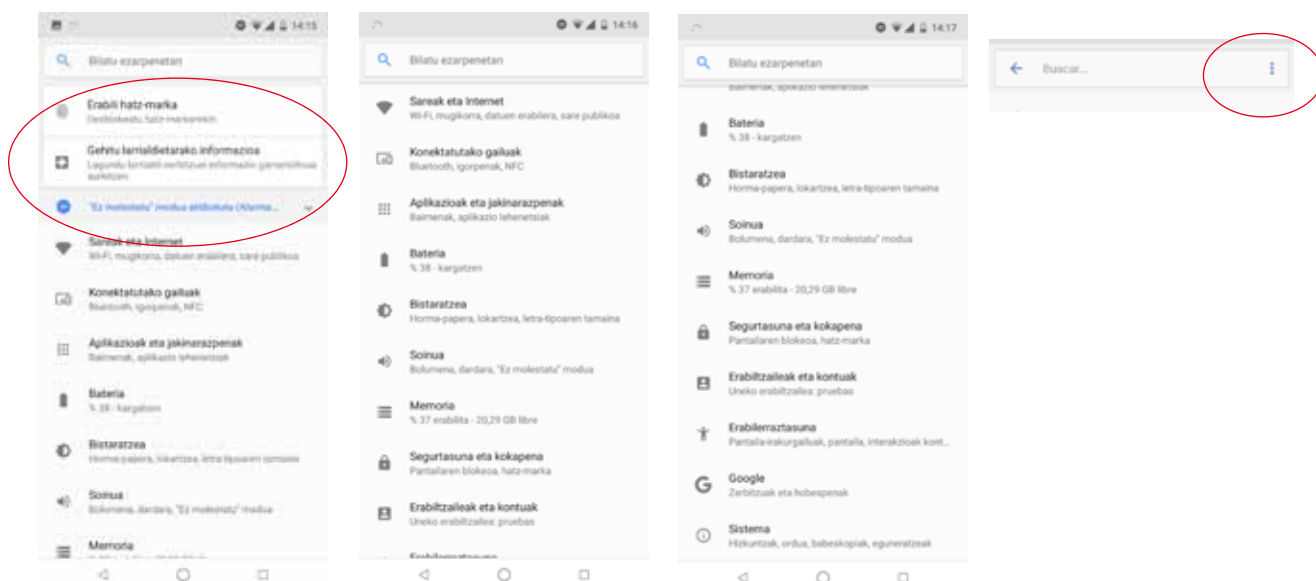 14:15
Bilatu ezarpenetan
Erabili hatz-marka
Desblokeatu hatz-markarekin
Gehitu larrialdietarako informazioa
"Ez molestatu" modua
Sareak eta Internet
Wi-Fi, mugikorra, datuen erabilera, sare publikoa
Konektatutako gailuak
Bluetooth, igorpenak, NFC
Aplikazioak eta jakinarazpenak
Baimenak, aplikazio lehenetsiak
Bateria
% 38 - kargatzen
Bistaratzea
Horma-papera, lokartzea, letra-tipoaren tamaina
Soinua
Bolumena, dardara, "Ez molestatu" modua
Memoria
14:16
Bilatu ezarpenetan
Sareak eta Internet
Wi-Fi, mugikorra, datuen erabilera, sare publikoa
Konektatutako gailuak
Bluetooth, igorpenak, NFC
Aplikazioak eta jakinarazpenak
Baimenak, aplikazio lehenetsiak
Bateria
% 38 - kargatzen
Bistaratzea
Horma-papera, lokartzea, letra-tipoaren tamaina
Soinua
Bolumena, dardara, "Ez molestatu" modua
Memoria
% 37 erabilita - 20,29 GB libre
Segurtasuna eta kokapena
Pantailaren blokeoa, hatz-marka
Erabiltzaileak eta kontuak
Uneko erabiltzailea: pruebas
Erabilerraztasuna
14:17
Bilatu ezarpenetan
Baimenak, aplikazio lehenetsiak
Bateria
% 38 - kargatzen
Bistaratzea
Horma-papera, lokartzea, letra-tipoaren tamaina
Soinua
Bolumena, dardara, "Ez molestatu" modua
Memoria
% 37 erabilita - 20,29 GB libre
Segurtasuna eta kokapena
Pantailaren blokeoa, hatz-marka
Erabiltzaileak eta kontuak
Uneko erabiltzailea: pruebas
Erabilerraztasuna
Pantaila-irakurgailuak, pantaila, interakzioak kont...
Google
Zerbitzuak eta hobespenak
Sistema
Hizkuntzak, ordua, babeskopiak, eguneratzeak
Buscar...